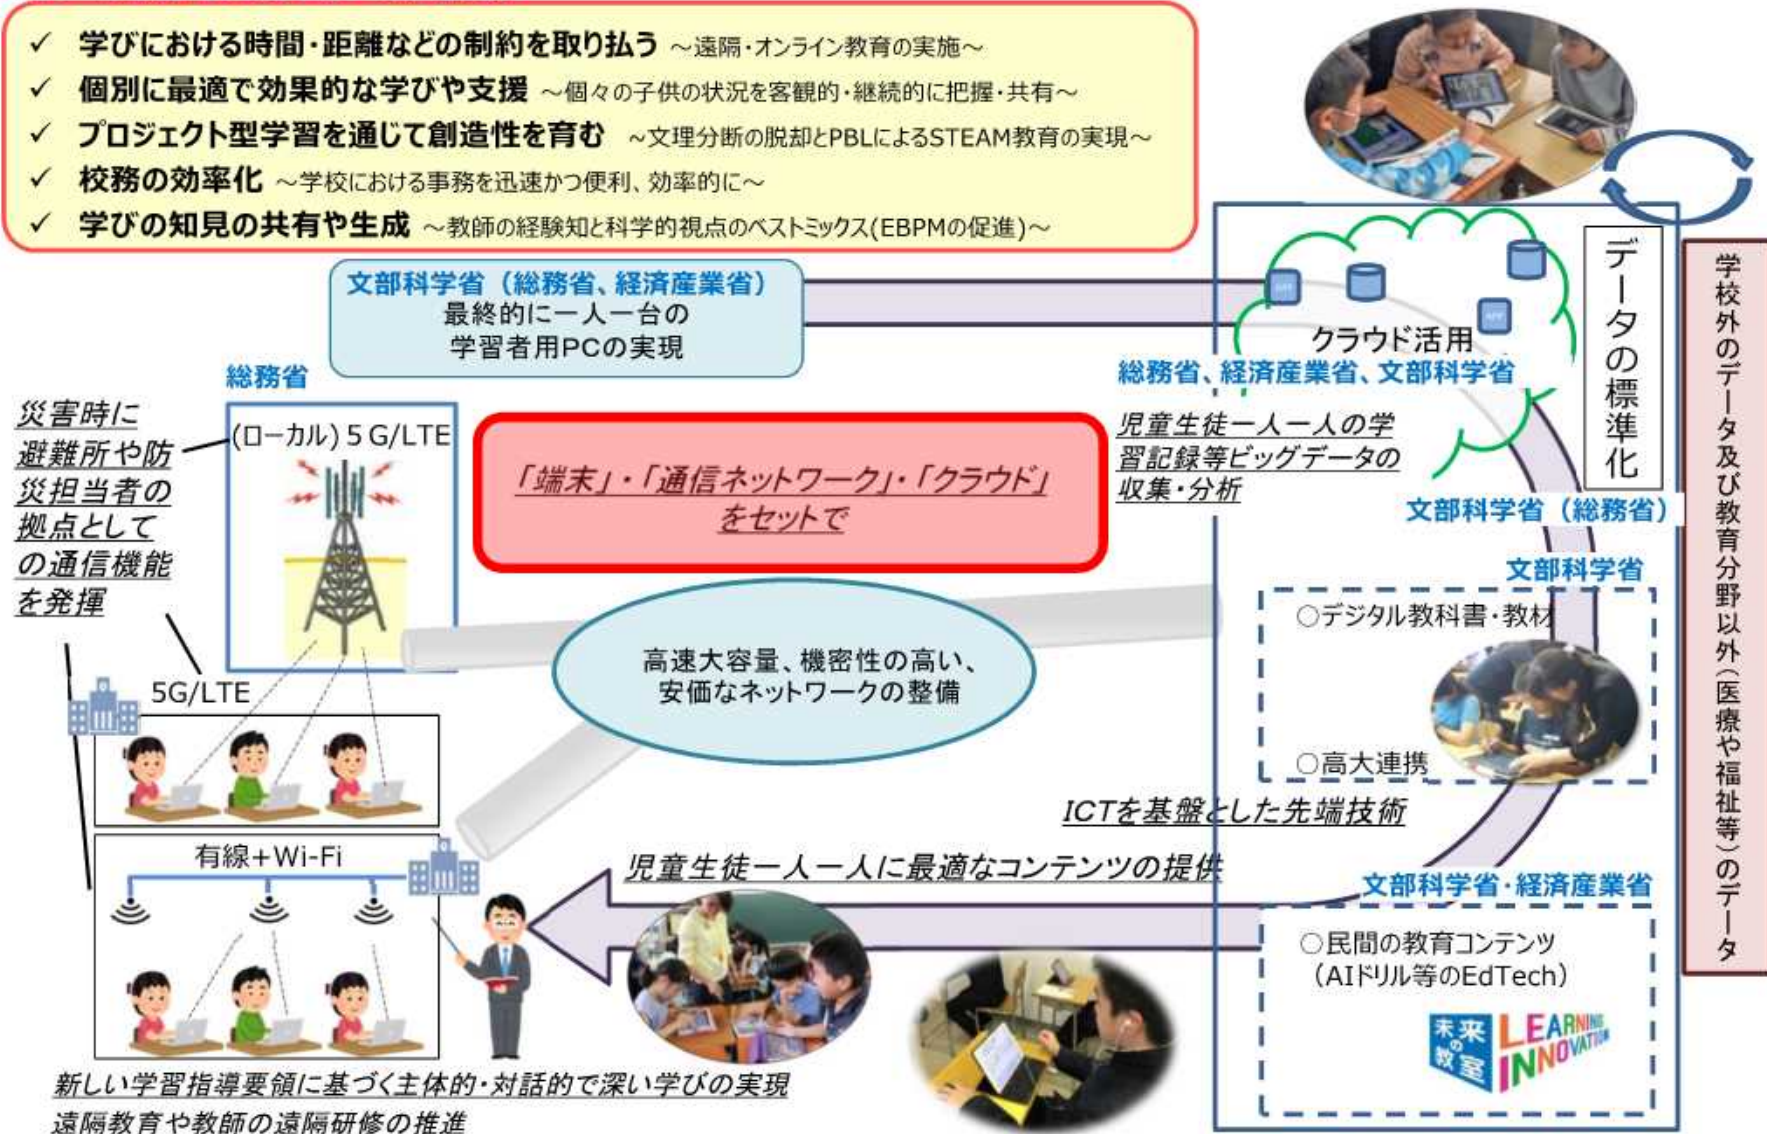 ✓ 学びにおける時間・距離などの制約を取り払う ～遠隔・オンライン教育の実施～
✓ 個別に最適で効果的な学びや支援 ～個々の子供の状況を客観的・継続的に把握・共有～
✓ プロジェクト型学習を通じて創造性を育む ~文理分断の脱却とPBLによるSTEAM教育の実現～
✓ 校務の効率化 ～学校における事務を迅速かつ便利、効率的に～
✓ 学びの知見の共有や生成 ～教師の経験知と科学的視点のベストミックス(EBPMの促進)～
文部科学省（総務省、経済産業省）
最終的に一人一台の
学習者用PCの実現
APP
APP
クラウド活用
総務省、経済産業省、文部科学省
データの標準化
学校外のデータ及び教育分野以外（医療や福祉等）のデータ
総務省
(ローカル) 5 G/LTE
災害時に
避難所や防
災担当者の
拠点として
の通信機能
を発揮
「端末」・「通信ネットワーク」・「クラウド」
をセットで
児童生徒一人一人の学
習記録等ビッグデータの
収集・分析
文部科学省（総務省）
文部科学省
○デジタル教科書・教材
○高大連携
高速大容量、機密性の高い、
安価なネットワークの整備
5G/LTE
ICTを基盤とした先端技術
有線+Wi-Fi
児童生徒一人一人に最適なコンテンツの提供
文部科学省・経済産業省
○民間の教育コンテンツ
（AIドリル等のEdTech）
未来の教室
LEARNING
INNOVATION
新しい学習指導要領に基づく主体的・対話的で深い学びの実現
遠隔教育や教師の遠隔研修の推進